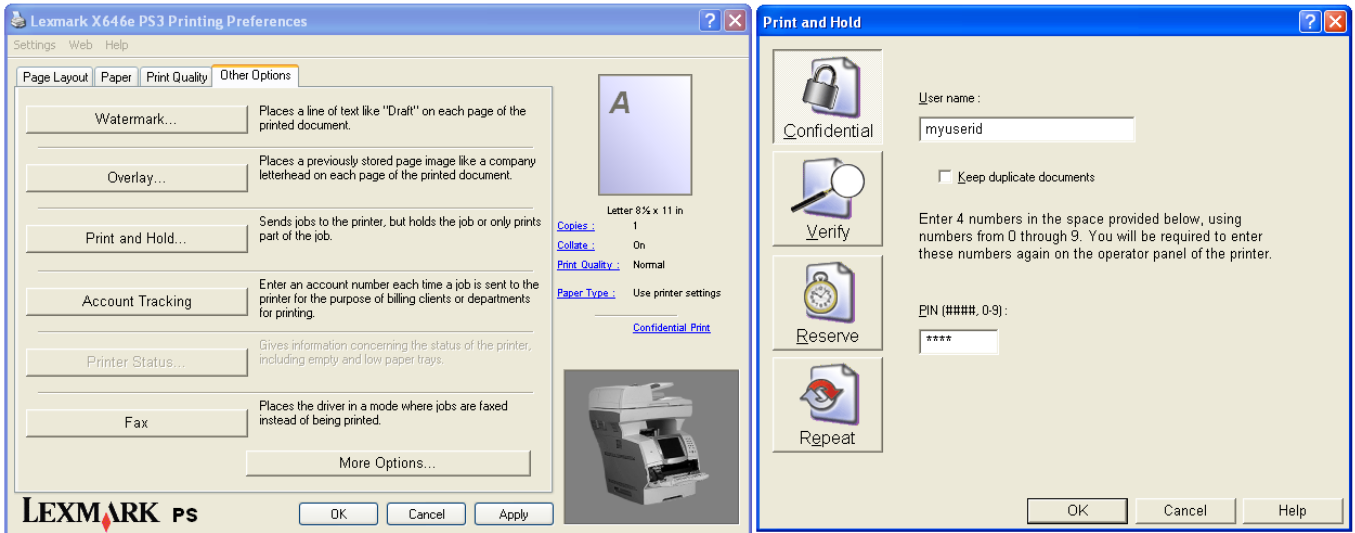 Lexmark X646e PS3 Printing Preferences
Settings Web Help
Page Layout Paper Print Quality Other Options
Watermark...
Places a line of text like "Draft" on each page of the
printed document.
Overlay...
Places a previously stored page image like a company
letterhead on each page of the printed document.
Print and Hold...
Sends jobs to the printer, but holds the job or only prints
part of the job.
Account Tracking
Enter an account number each time a job is sent to the
printer for the purpose of billing clients or departments
for printing.
Printer Status...
Gives information concerning the status of the printer,
including empty and low paper trays.
Fax
Places the driver in a mode where jobs are faxed
instead of being printed.
More Options...
A
Letter 8½ x 11 in
Copies : 1
Collate : On
Print Quality : Normal
Paper Type : Use printer settings
Confidential Print
LEXMARK PS
OK Cancel Apply
Print and Hold
Confidential
Verify
Reserve
Repeat
User name :
myuserid
Keep duplicate documents
Enter 4 numbers in the space provided below, using
numbers from 0 through 9. You will be required to enter
these numbers again on the operator panel of the printer.
PIN (####, 0-9) :
****
OK Cancel Help